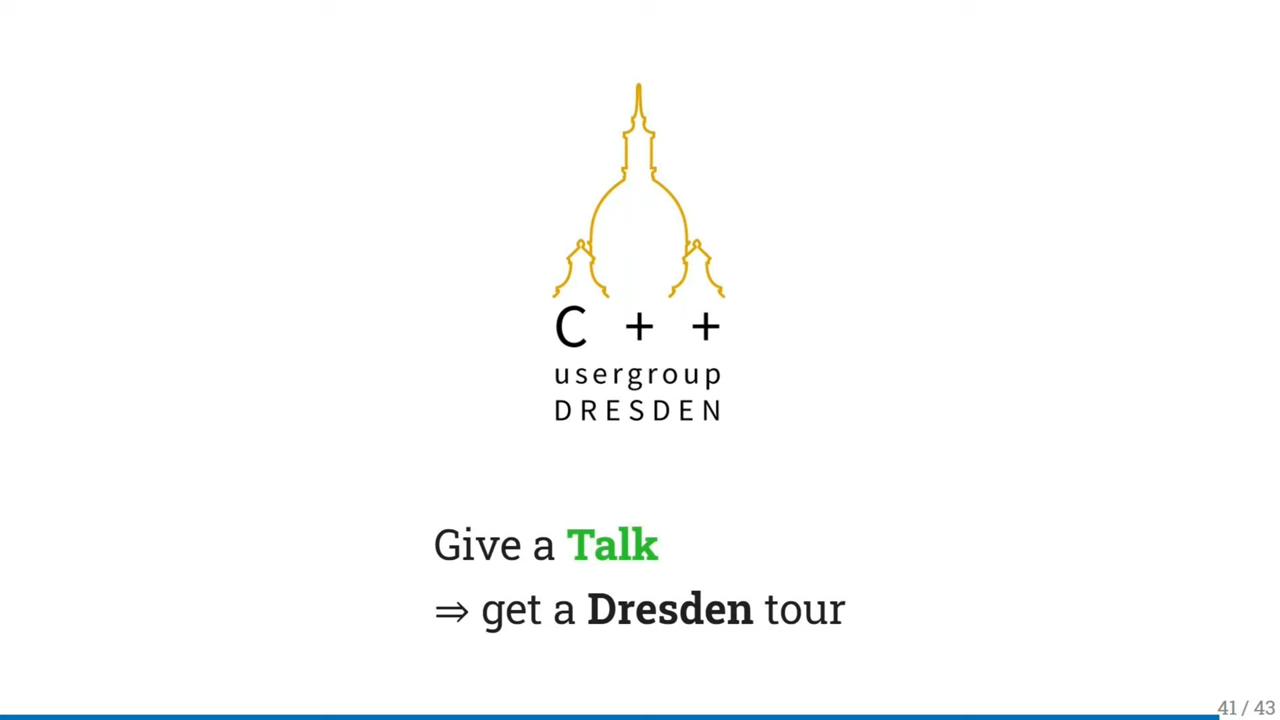 C + +
usergroup
DRESDEN
Give a Talk
⇒ get a Dresden tour
41 / 43